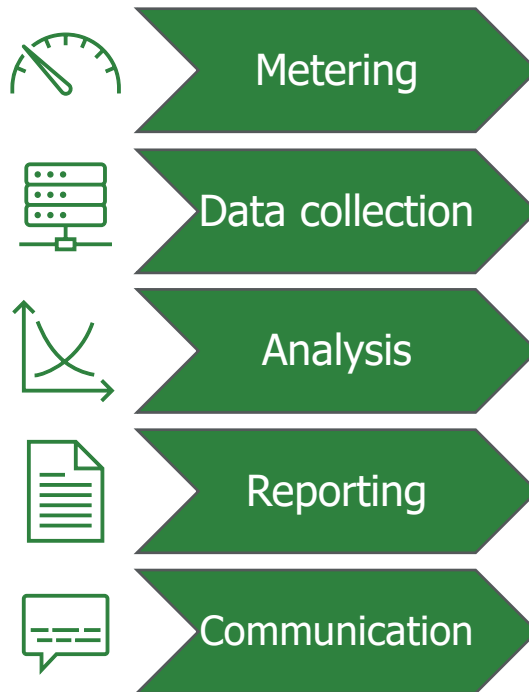 Metering
Data collection
Analysis
Reporting
Communication